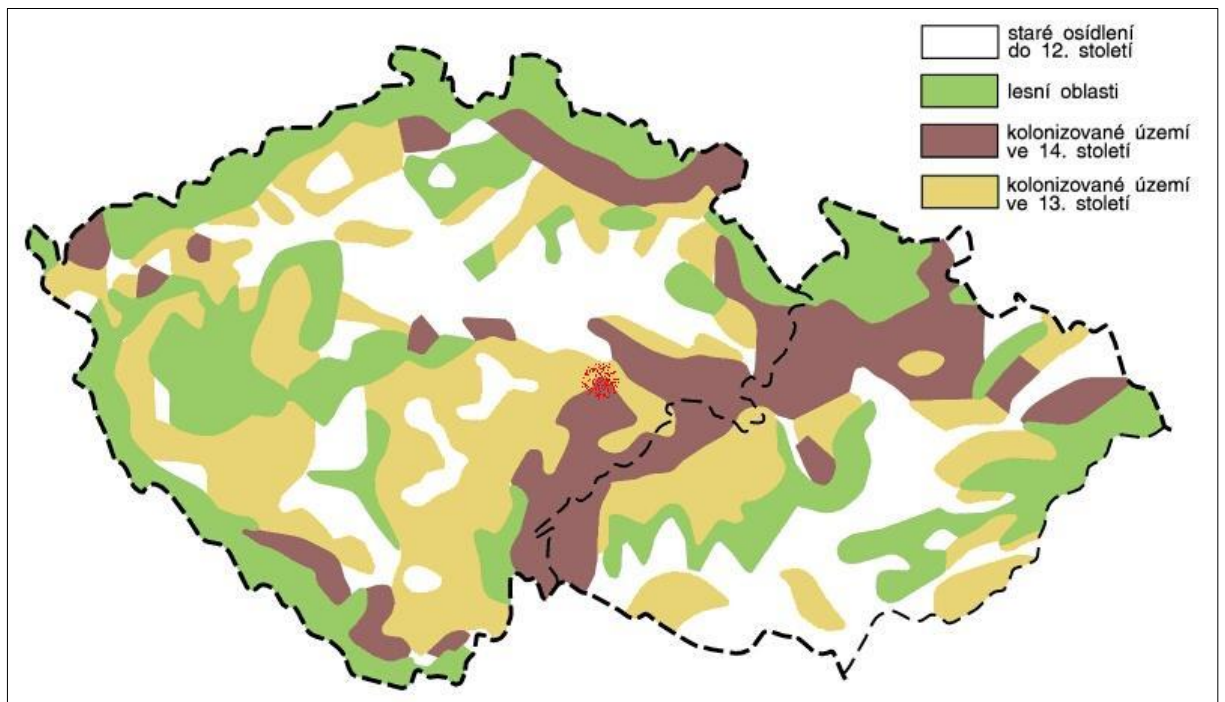 staré osídlení
do 12. století
lesní oblasti
kolonizované území
ve 14. století
kolonizované území
ve 13. století